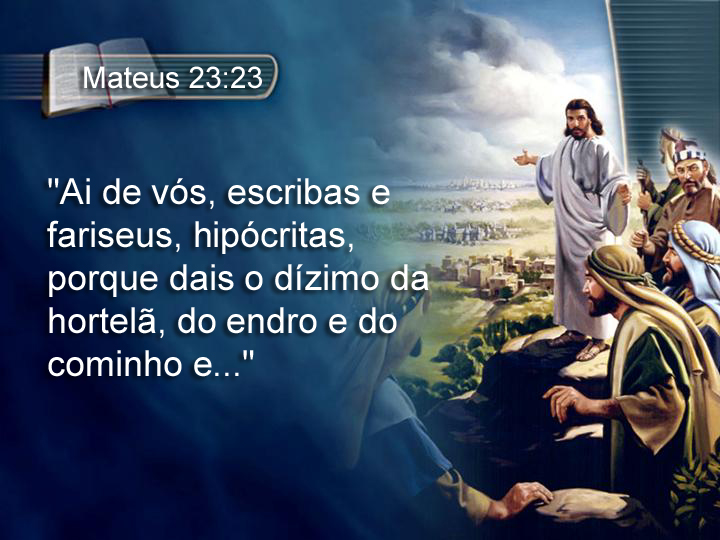 Mateus 23:23
"Ai de vós, escribas e
fariseus, hipócritas,
porque dais o dízimo da
hortelã, do endro e do
cominho e..."